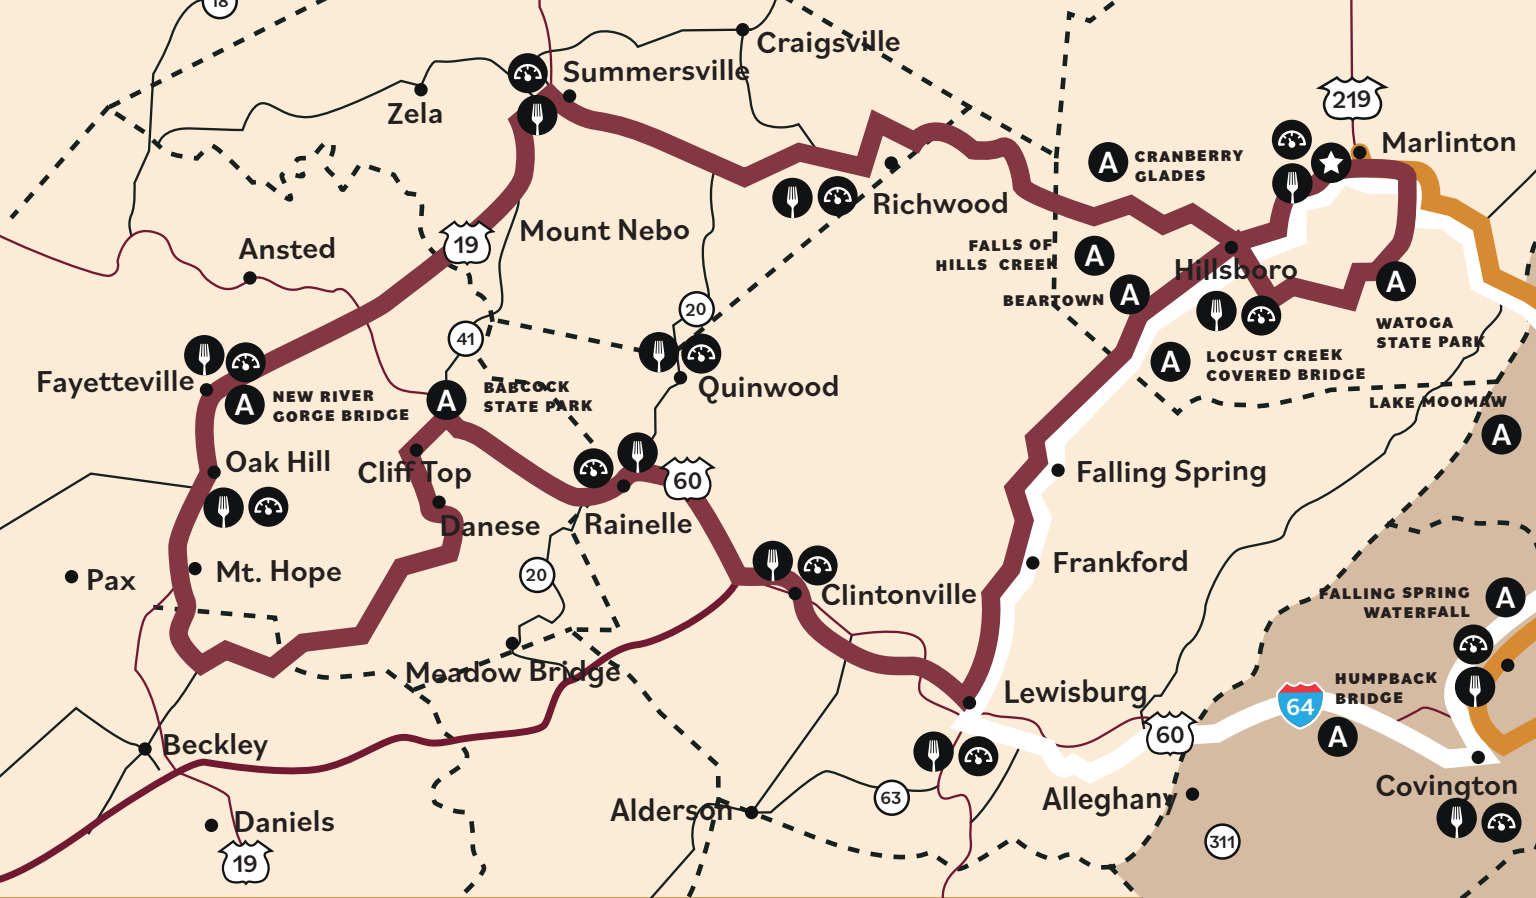 18
Craigsville
Summersville
Zela
219
Marlinton
A
CRANBERRY
GLADES
Richwood
Mount Nebo
19
Ansted
FALLS OF
HILLS CREEK
A
Hillsboro
BEARTOWN
A
A
WATOGA
STATE PARK
20
41
Quinwood
A
LOCUST CREEK
COVERED BRIDGE
Fayetteville
A
NEW RIVER
GORGE BRIDGE
A
BABCOCK
STATE PARK
LAKE MOOMAW
A
Oak Hill
Cliff Top
60
Falling Spring
Danese
Rainelle
Pax
Mt. Hope
20
Clintonville
Frankford
FALLING SPRING
WATERFALL
A
Meadow Bridge
Lewisburg
HUMPBACK
BRIDGE
64
A
60
Beckley
Covington
Alderson
63
Alleghany
Daniels
19
311